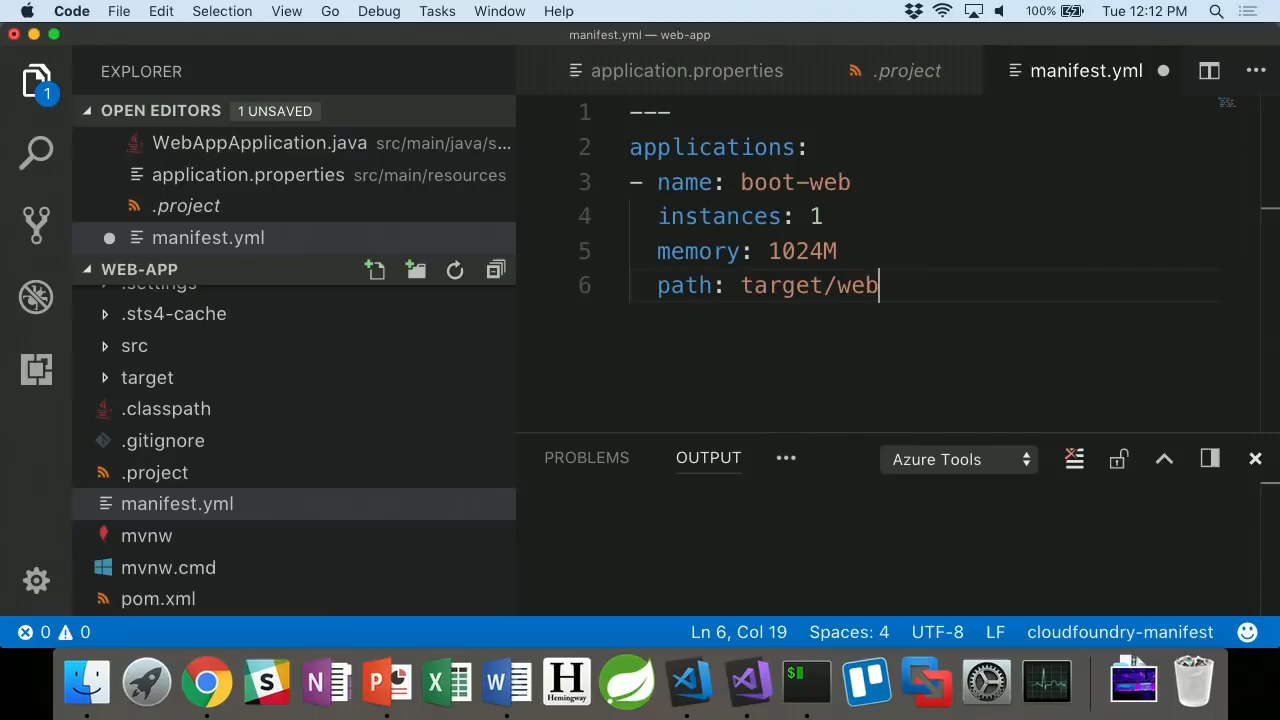 Code File Edit Selection View Go Debug Tasks Window Help 100% Tue 12:12 PM
manifest.yml — web-app
EXPLORER
application.properties .project manifest.yml
OPEN EDITORS 1 UNSAVED
WebAppApplication.java src/main/java/s...
application.properties src/main/resources
.project
manifest.yml
WEB-APP
.settings
.sts4-cache
src
target
.classpath
.gitignore
.project
manifest.yml
mvnw
mvnw.cmd
pom.xml
1
1 ---
2 applications:
3 - name: boot-web
4 instances: 1
5 memory: 1024M
6 path: target/web
PROBLEMS OUTPUT Azure Tools
0 0 Ln 6, Col 19 Spaces: 4 UTF-8 LF cloudfoundry-manifest
S N P X W H $
Hemingway